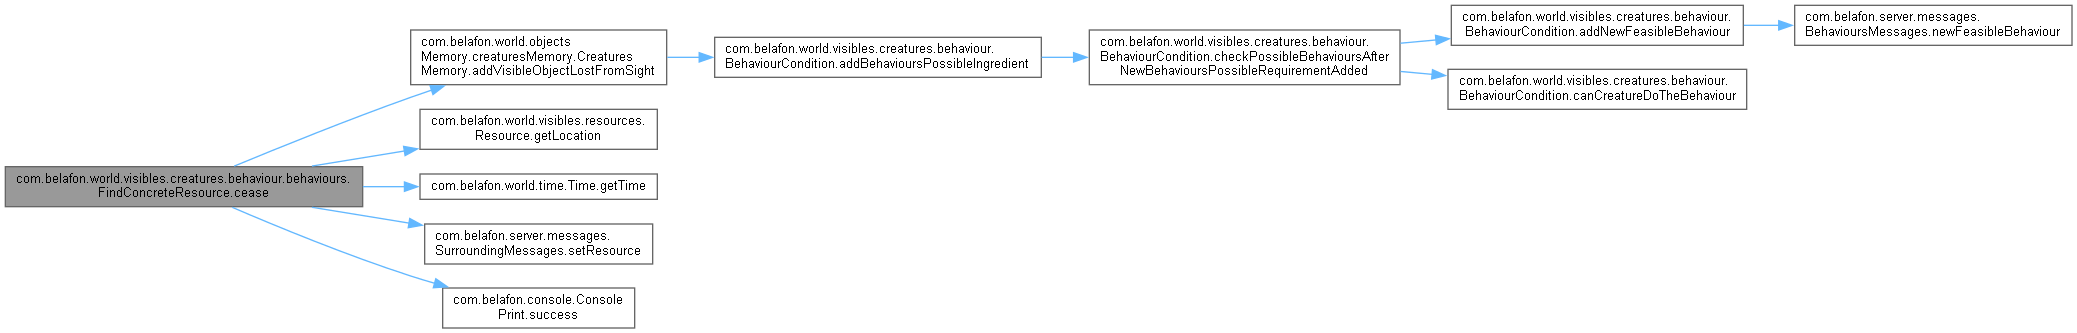 com.belafon.world.visibles.creatures.behaviour.behaviours.
FindConcreteResource.cease
com.belafon.world.objects
Memory.creaturesMemory.Creatures
Memory.addVisibleObjectLostFromSight
com.belafon.world.visibles.creatures.behaviour.
BehaviourCondition.addBehavioursPossibleIngredient
com.belafon.world.visibles.creatures.behaviour.
BehaviourCondition.checkPossibleBehavioursAfter
NewBehavioursPossibleRequirementAdded
com.belafon.world.visibles.creatures.behaviour.
BehaviourCondition.addNewFeasibleBehaviour
com.belafon.server.messages.
BehavioursMessages.newFeasibleBehaviour
com.belafon.world.visibles.creatures.behaviour.
BehaviourCondition.canCreatureDoTheBehaviour
com.belafon.world.visibles.resources.
Resource.getLocation
com.belafon.world.time.Time.getTime
com.belafon.server.messages.
SurroundingMessages.setResource
com.belafon.console.Console
Print.success